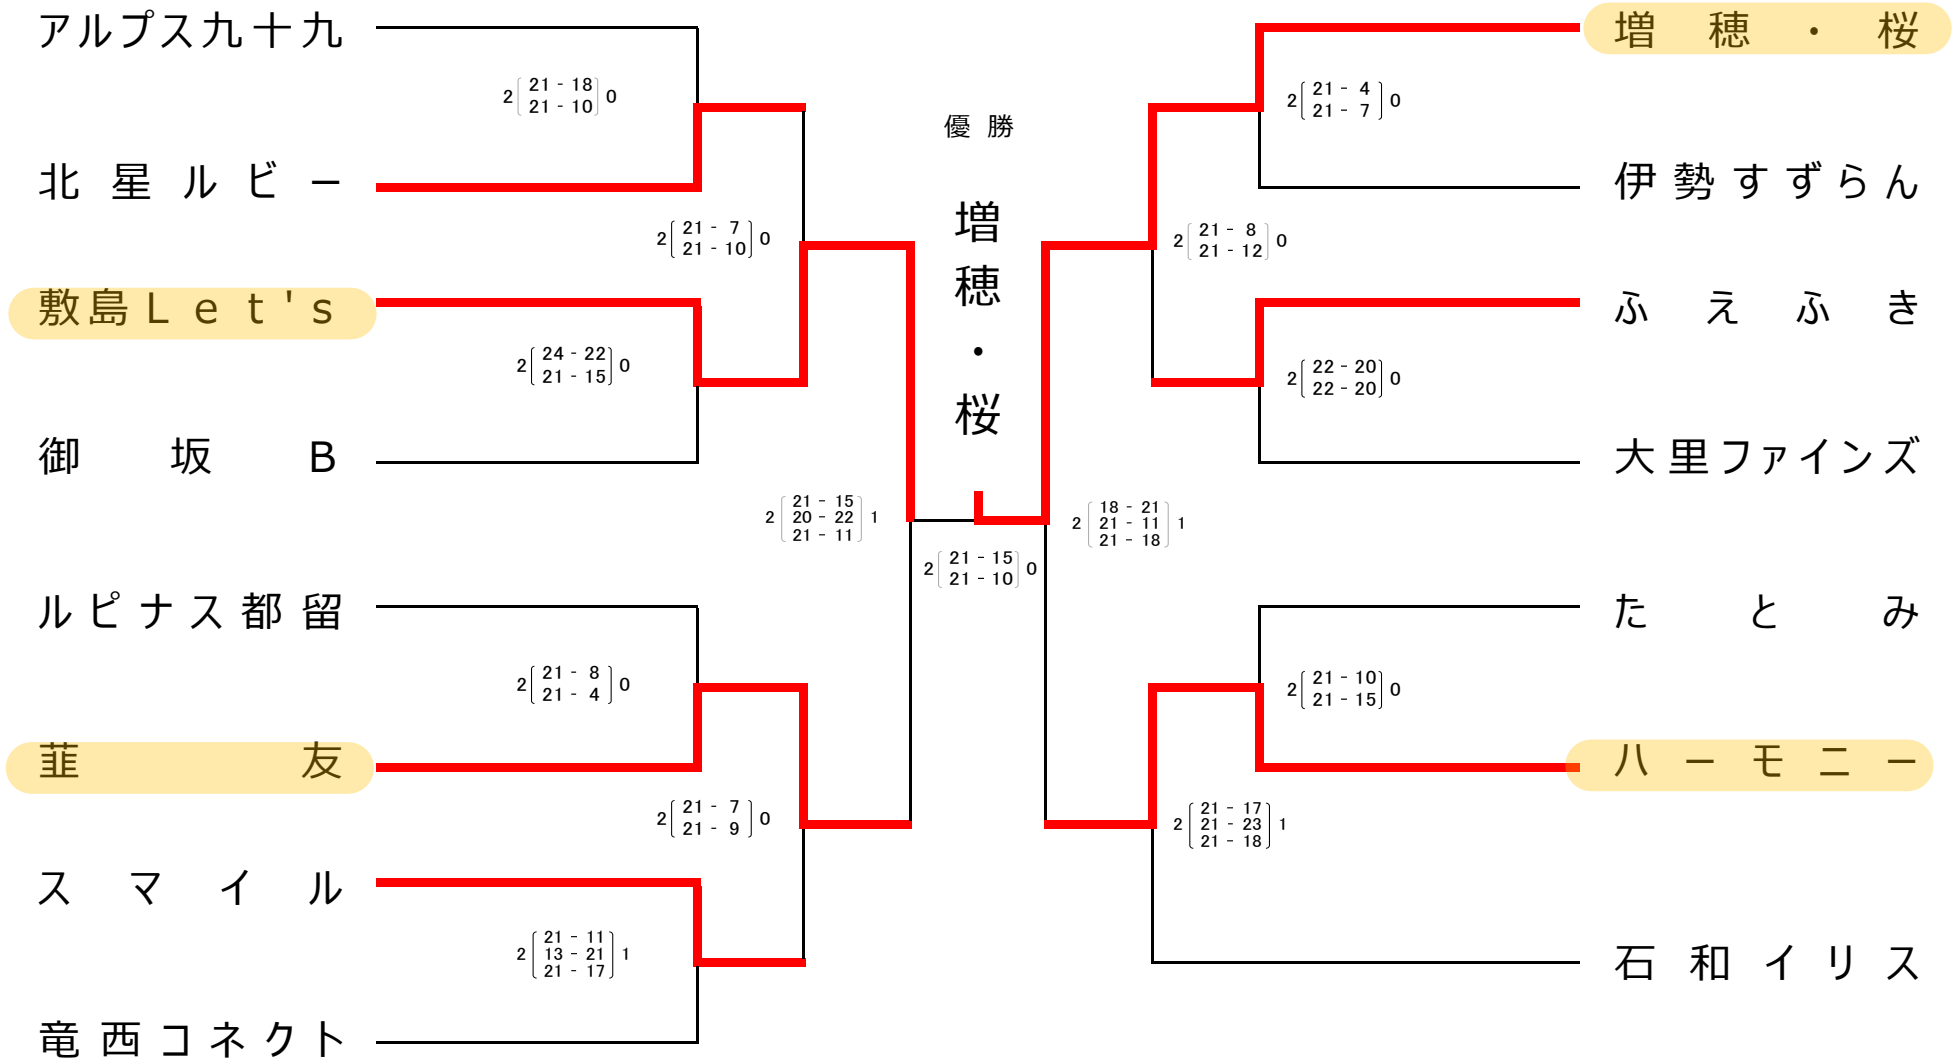 アルプス九十九
2 21 - 18 0
21 - 10
北星ルビー
2 21 - 7 0
21 - 10
敷島Let's
2 24 - 22 0
21 - 15
御坂B
2 21 - 15 1
20 - 22
21 - 11
ルピナス都留
2 21 - 8 0
21 - 4
韮友
2 21 - 7 0
21 - 9
スマイル
2 21 - 11 1
13 - 21
21 - 17
竜西コネクト
優勝
増穂・桜
2 21 - 15 0
21 - 10
増穂・桜
2 21 - 4 0
21 - 7
伊勢すずらん
2 21 - 8 0
21 - 12
ふえふき
2 22 - 20 0
22 - 20
大里ファインズ
2 18 - 21 1
21 - 11
21 - 18
たとみ
2 21 - 10 0
21 - 15
ハーモニー
2 21 - 17 1
21 - 23
21 - 18
石和イリス